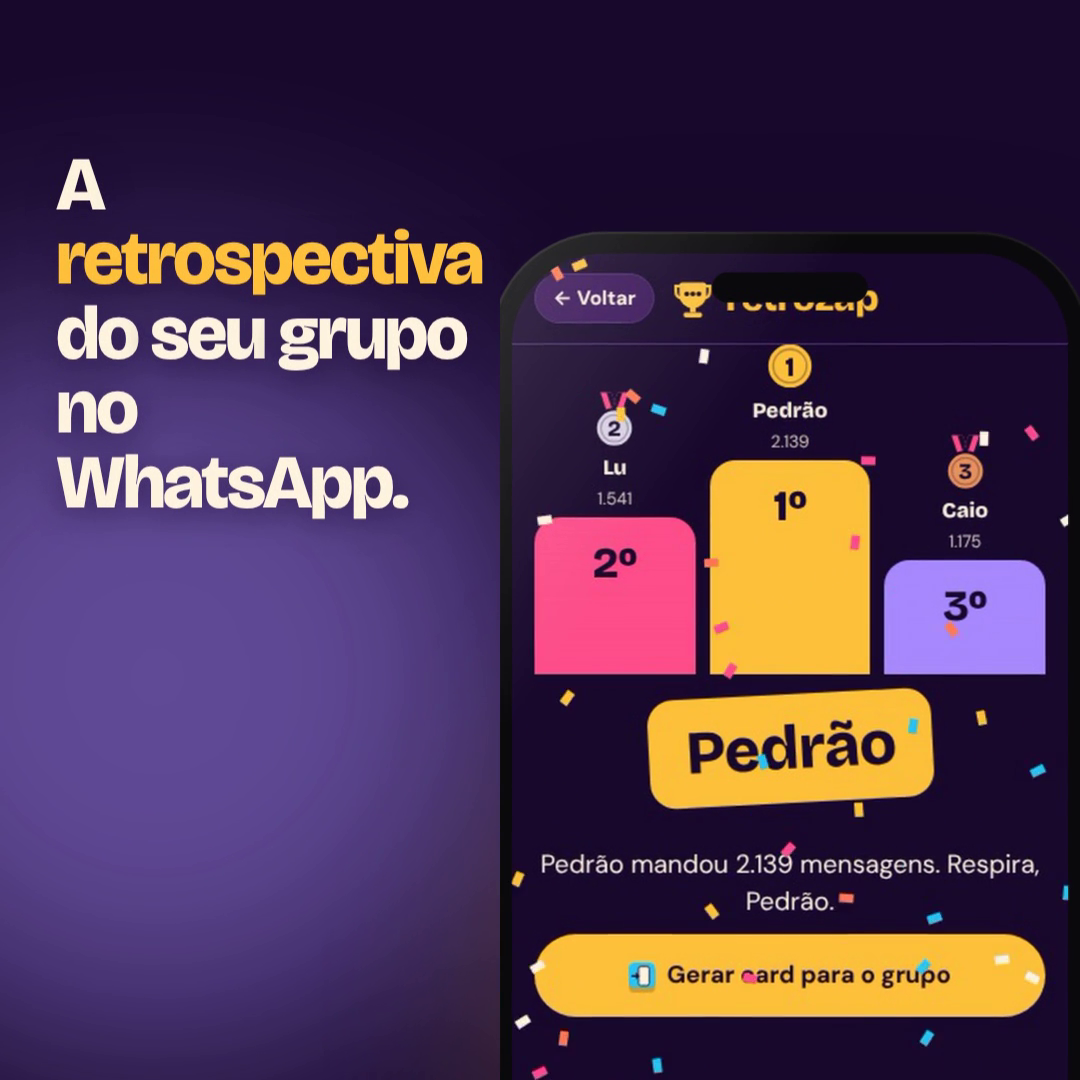 A
retrospectiva
do seu grupo
no
WhatsApp.
← Voltar
retrozap
1
Pedrão
2.139
2
Lu
1.541
3
Caio
1.175
1º
2º
3º
Pedrão
Pedrão mandou 2.139 mensagens. Respira,
Pedrão.
Gerar card para o grupo